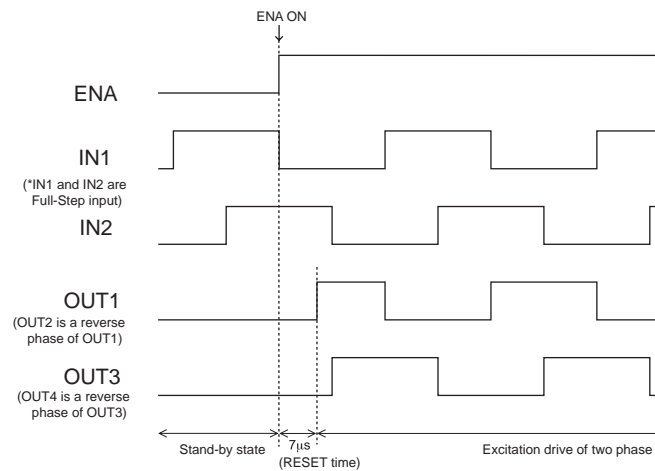 ENA ON
ENA
IN1
(*IN1 and IN2 are
Full-Step input)
IN2
OUT1
(OUT2 is a reverse
phase of OUT1)
OUT3
(OUT4 is a reverse
phase of OUT3)
Stand-by state
7μs
(RESET time)
Excitation drive of two phase